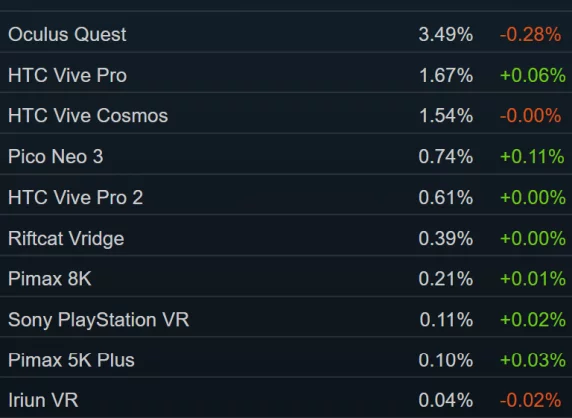 Oculus Quest 3.49% -0.28%
HTC Vive Pro 1.67% +0.06%
HTC Vive Cosmos 1.54% -0.00%
Pico Neo 3 0.74% +0.11%
HTC Vive Pro 2 0.61% +0.00%
Riftcat Vridge 0.39% +0.00%
Pimax 8K 0.21% +0.01%
Sony PlayStation VR 0.11% +0.02%
Pimax 5K Plus 0.10% +0.03%
Iriun VR 0.04% -0.02%